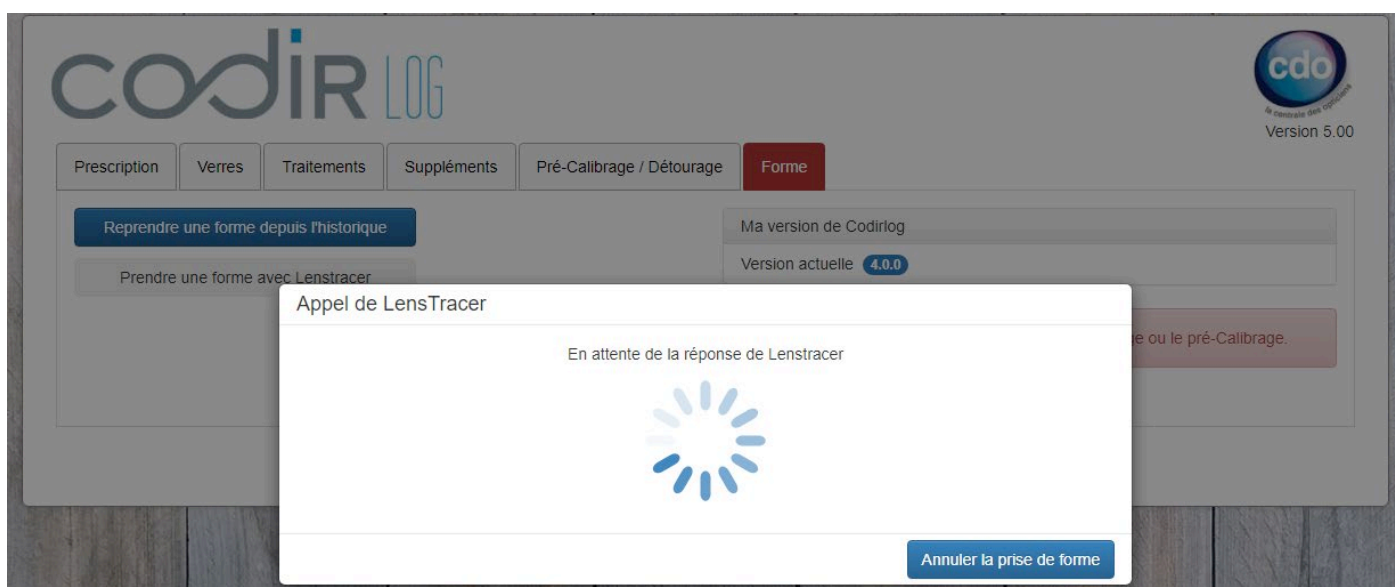 codir LOG
cdo
la centrale des opticiens
Version 5.00
Prescription
Verres
Traitements
Suppléments
Pré-Calibrage / Détourage
Forme
Reprendre une forme depuis l'historique
Ma version de Codirlog
Version actuelle 4.0.0
Prendre une forme avec Lenstracer
Appel de LensTracer
ou le pré-Calibrage.
En attente de la réponse de Lenstracer
Annuler la prise de forme